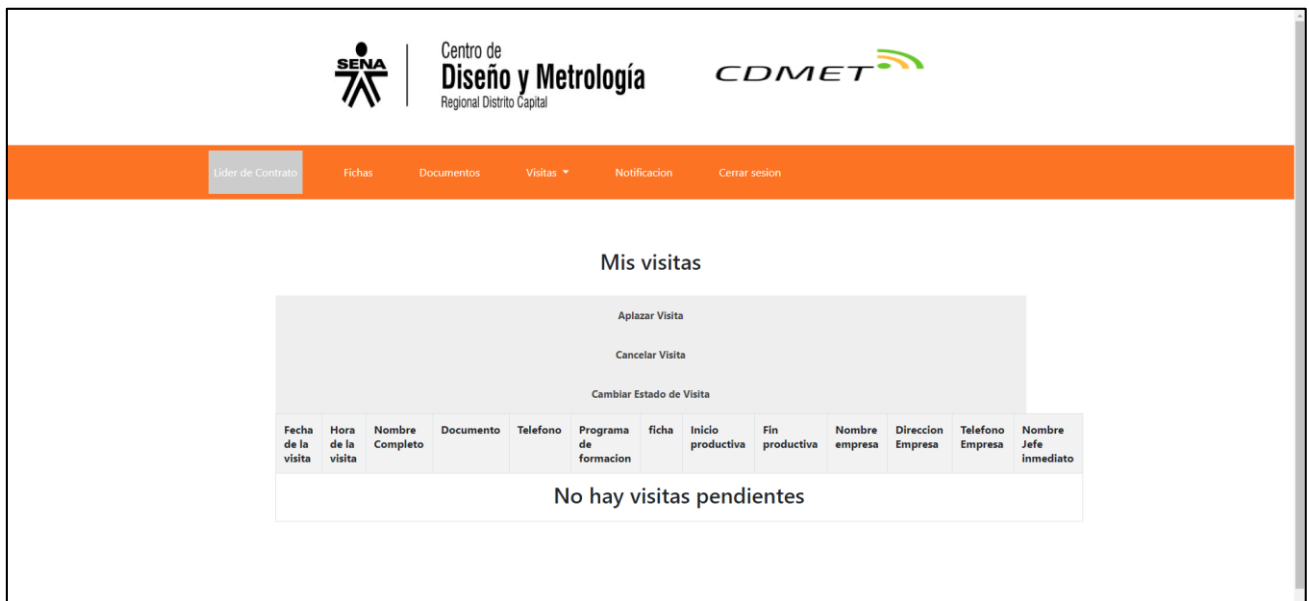 SENA
Centro de
Diseño y Metrología
Regional Distrito Capital
CDMET
Lider de Contrato Fichas Documentos Visitas Notificacion Cerrar sesion
Mis visitas
Aplazar Visita
Cancelar Visita
Cambiar Estado de Visita
Fecha de la visita Hora de la visita Nombre Completo Documento Telefono Programa de formacion ficha Inicio productiva Fin productiva Nombre empresa Direccion Empresa Telefono Empresa Nombre Jefe inmediato
No hay visitas pendientes